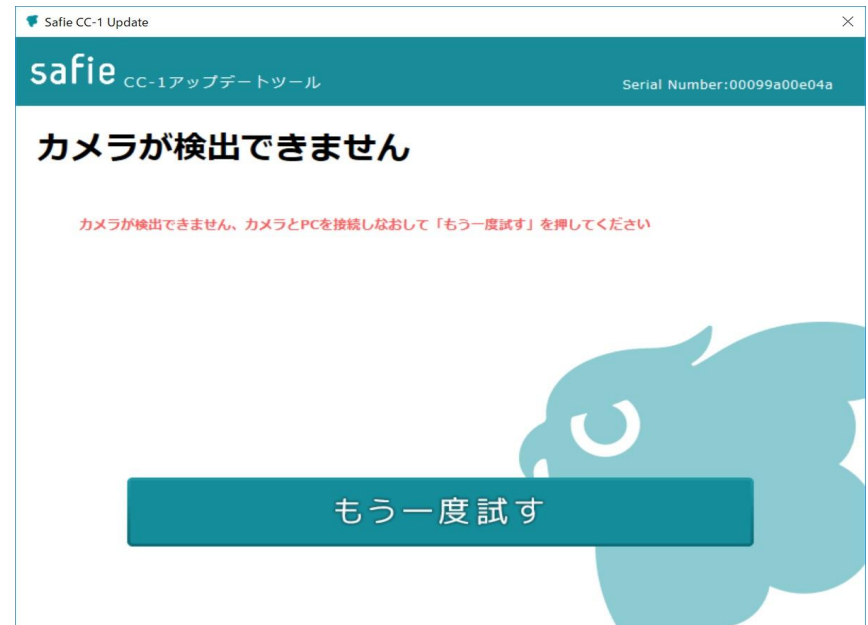 Safie CC-1 Update
safie CC-1アップデートツール
Serial Number:00099a00e04a
カメラが検出できません
カメラが検出できません、カメラとPCを接続しなおして「もう一度試す」を押してください
もう一度試す